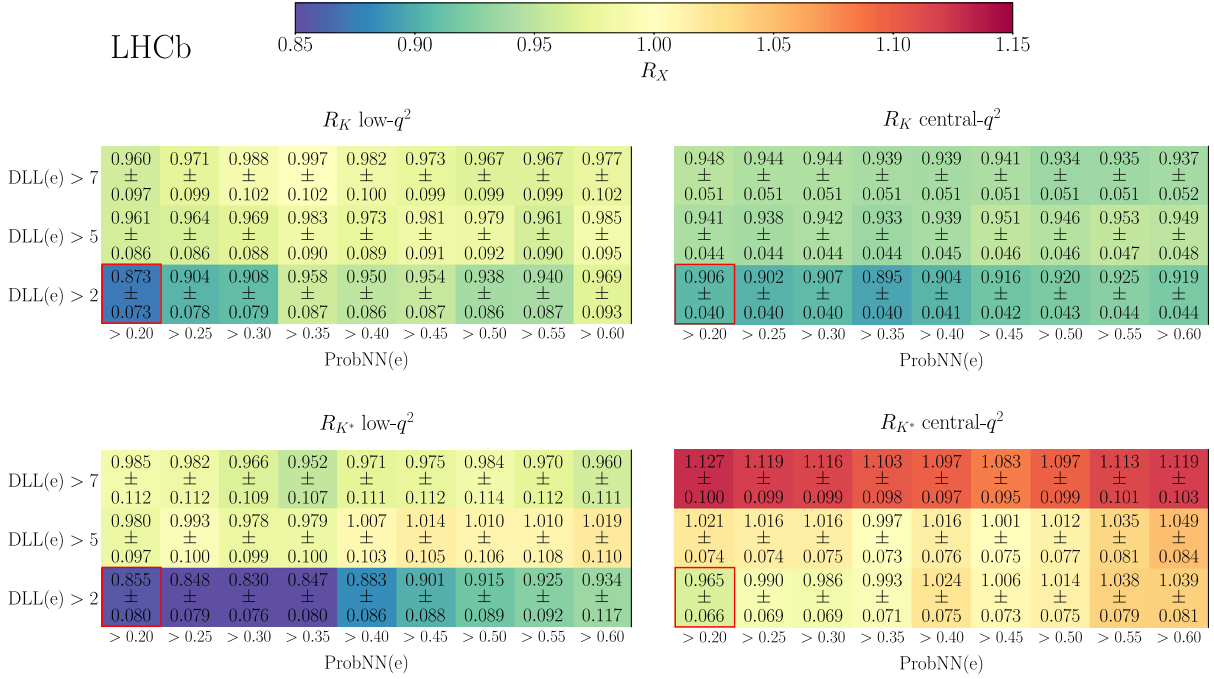 LHCb
0.85 0.90 0.95 1.00 1.05 1.10 1.15
R_X
R_K low-q²
DLL(e) > 7
0.960 0.971 0.988 0.997 0.982 0.973 0.967 0.967 0.977
± ± ± ± ± ± ± ± ±
0.097 0.099 0.102 0.102 0.100 0.099 0.099 0.099 0.102
DLL(e) > 5
0.961 0.964 0.969 0.983 0.973 0.981 0.979 0.961 0.985
± ± ± ± ± ± ± ± ±
0.086 0.086 0.088 0.090 0.089 0.091 0.092 0.090 0.095
DLL(e) > 2
0.873 0.904 0.908 0.958 0.950 0.954 0.938 0.940 0.969
± ± ± ± ± ± ± ± ±
0.073 0.078 0.079 0.087 0.086 0.087 0.086 0.087 0.093
> 0.20 > 0.25 > 0.30 > 0.35 > 0.40 > 0.45 > 0.50 > 0.55 > 0.60
ProbNN(e)
R_K central-q²
0.948 0.944 0.944 0.939 0.939 0.941 0.934 0.935 0.937
± ± ± ± ± ± ± ± ±
0.051 0.051 0.051 0.051 0.051 0.051 0.051 0.051 0.052
0.941 0.938 0.942 0.933 0.939 0.951 0.946 0.953 0.949
± ± ± ± ± ± ± ± ±
0.044 0.044 0.044 0.044 0.045 0.046 0.046 0.047 0.048
0.906 0.902 0.907 0.895 0.904 0.916 0.920 0.925 0.919
± ± ± ± ± ± ± ± ±
0.040 0.040 0.040 0.040 0.041 0.042 0.043 0.044 0.044
> 0.20 > 0.25 > 0.30 > 0.35 > 0.40 > 0.45 > 0.50 > 0.55 > 0.60
ProbNN(e)
R_K* low-q²
DLL(e) > 7
0.985 0.982 0.966 0.952 0.971 0.975 0.984 0.970 0.960
± ± ± ± ± ± ± ± ±
0.112 0.112 0.109 0.107 0.111 0.112 0.114 0.112 0.111
DLL(e) > 5
0.980 0.993 0.978 0.979 1.007 1.014 1.010 1.010 1.019
± ± ± ± ± ± ± ± ±
0.097 0.100 0.099 0.100 0.103 0.105 0.106 0.108 0.110
DLL(e) > 2
0.855 0.848 0.830 0.847 0.883 0.901 0.915 0.925 0.934
± ± ± ± ± ± ± ± ±
0.080 0.079 0.076 0.080 0.086 0.088 0.089 0.092 0.117
> 0.20 > 0.25 > 0.30 > 0.35 > 0.40 > 0.45 > 0.50 > 0.55 > 0.60
ProbNN(e)
R_K* central-q²
1.127 1.119 1.116 1.103 1.097 1.083 1.097 1.113 1.119
± ± ± ± ± ± ± ± ±
0.100 0.099 0.099 0.098 0.097 0.095 0.099 0.101 0.103
1.021 1.016 1.016 0.997 1.016 1.001 1.012 1.035 1.049
± ± ± ± ± ± ± ± ±
0.074 0.074 0.075 0.073 0.076 0.075 0.077 0.081 0.084
0.965 0.990 0.986 0.993 1.024 1.006 1.014 1.038 1.039
± ± ± ± ± ± ± ± ±
0.066 0.069 0.069 0.071 0.075 0.073 0.075 0.079 0.081
> 0.20 > 0.25 > 0.30 > 0.35 > 0.40 > 0.45 > 0.50 > 0.55 > 0.60
ProbNN(e)